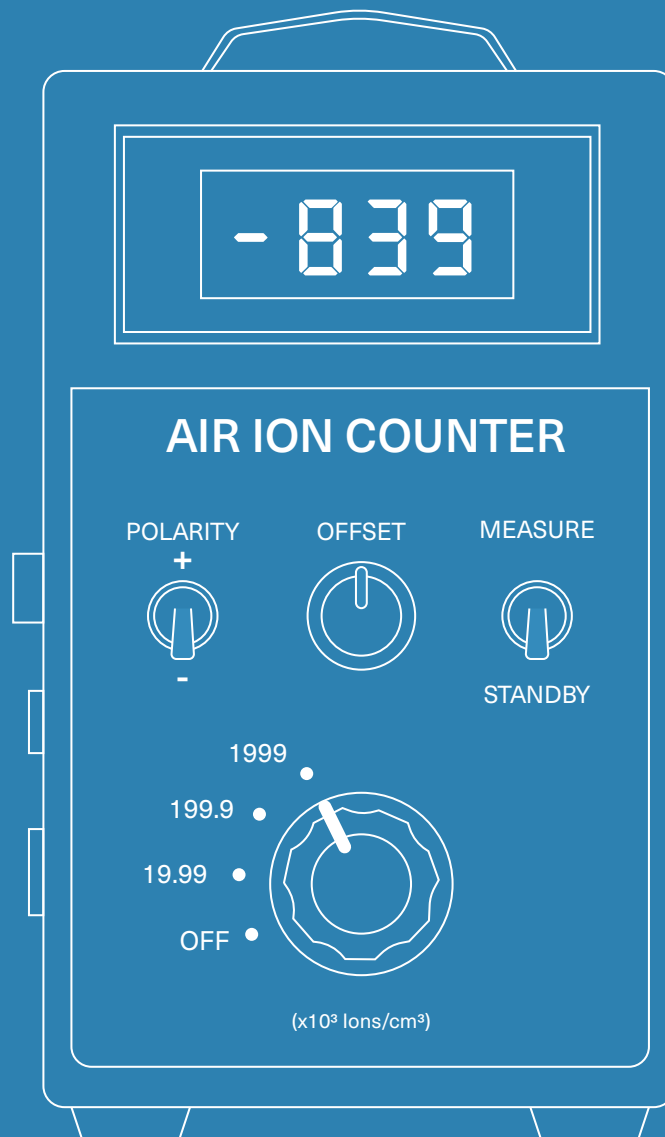 -839
AIR ION COUNTER
POLARITY
+
-
OFFSET
MEASURE
STANDBY
1999
199.9
19.99
OFF
(x10³ Ions/cm³)